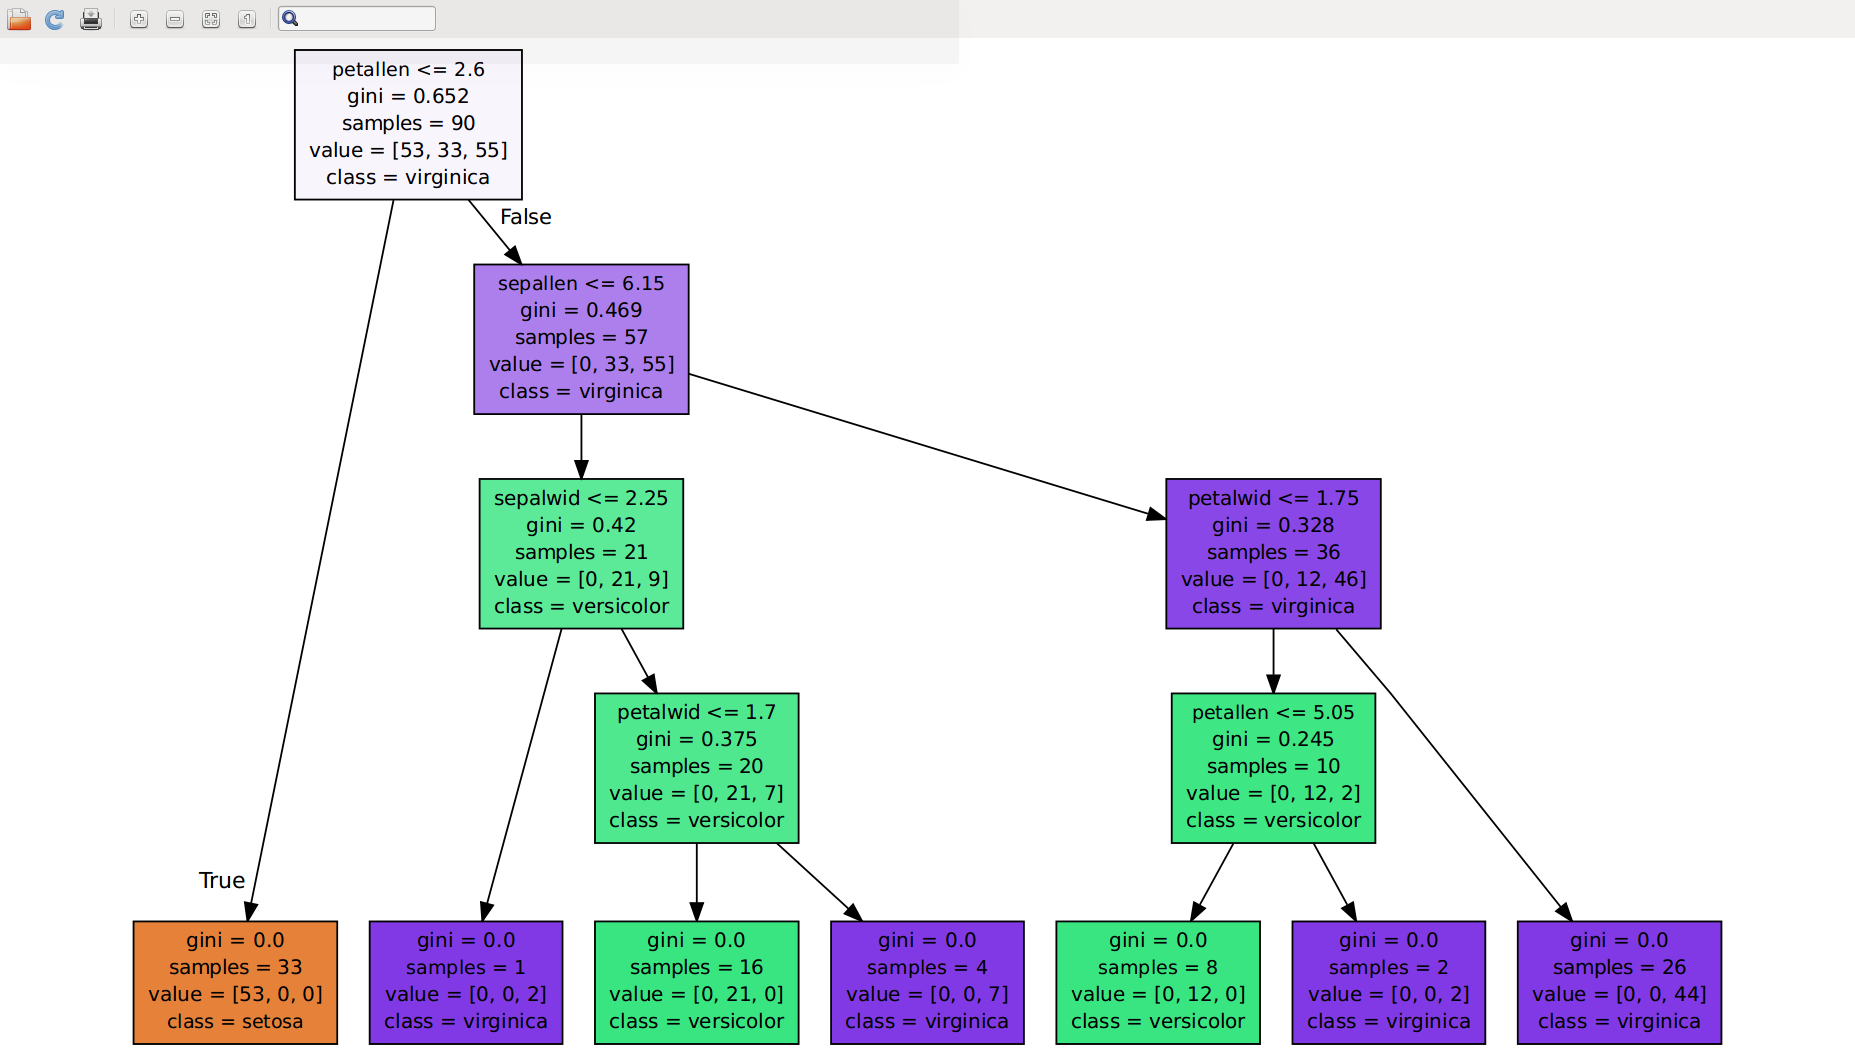 1
petallen <= 2.6
gini = 0.652
samples = 90
value = [53, 33, 55]
class = virginica
False
sepallen <= 6.15
gini = 0.469
samples = 57
value = [0, 33, 55]
class = virginica
sepalwid <= 2.25
gini = 0.42
samples = 21
value = [0, 21, 9]
class = versicolor
petalwid <= 1.75
gini = 0.328
samples = 36
value = [0, 12, 46]
class = virginica
petalwid <= 1.7
gini = 0.375
samples = 20
value = [0, 21, 7]
class = versicolor
petallen <= 5.05
gini = 0.245
samples = 10
value = [0, 12, 2]
class = versicolor
True
gini = 0.0
samples = 33
value = [53, 0, 0]
class = setosa
gini = 0.0
samples = 1
value = [0, 0, 2]
class = virginica
gini = 0.0
samples = 16
value = [0, 21, 0]
class = versicolor
gini = 0.0
samples = 4
value = [0, 0, 7]
class = virginica
gini = 0.0
samples = 8
value = [0, 12, 0]
class = versicolor
gini = 0.0
samples = 2
value = [0, 0, 2]
class = virginica
gini = 0.0
samples = 26
value = [0, 0, 44]
class = virginica